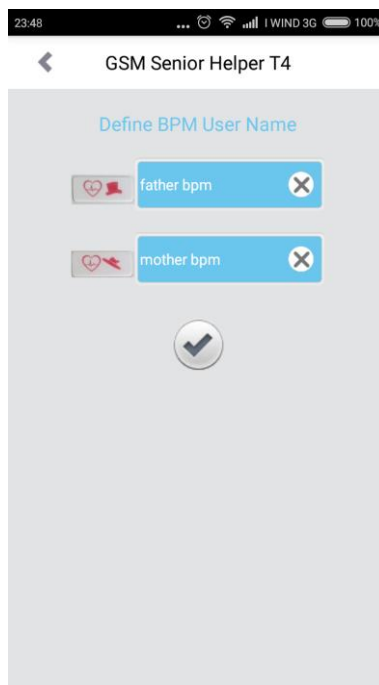 23:48 ... I WIND 3G 100%
GSM Senior Helper T4
Define BPM User Name
father bpm
mother bpm